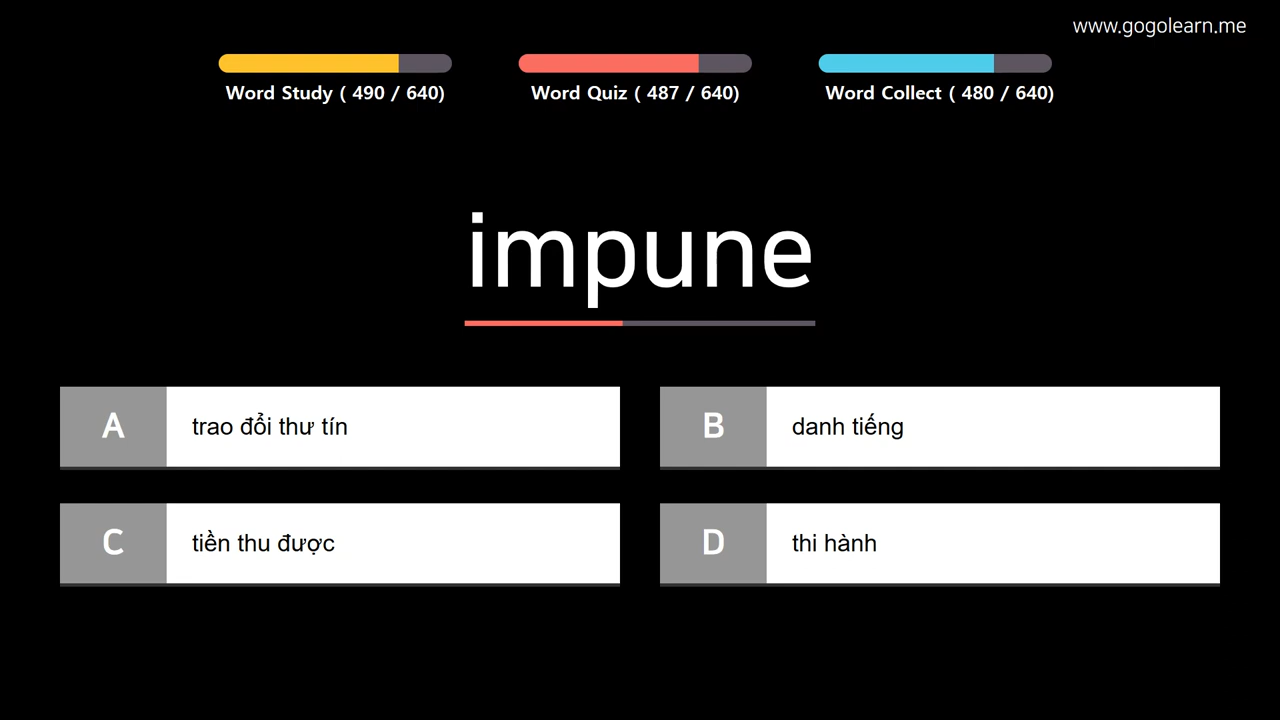 www.gogolearn.me
Word Study ( 490 / 640)
Word Quiz ( 487 / 640)
Word Collect ( 480 / 640)
impune
A
trao đổi thư tín
B
danh tiếng
C
tiền thu được
D
thi hành